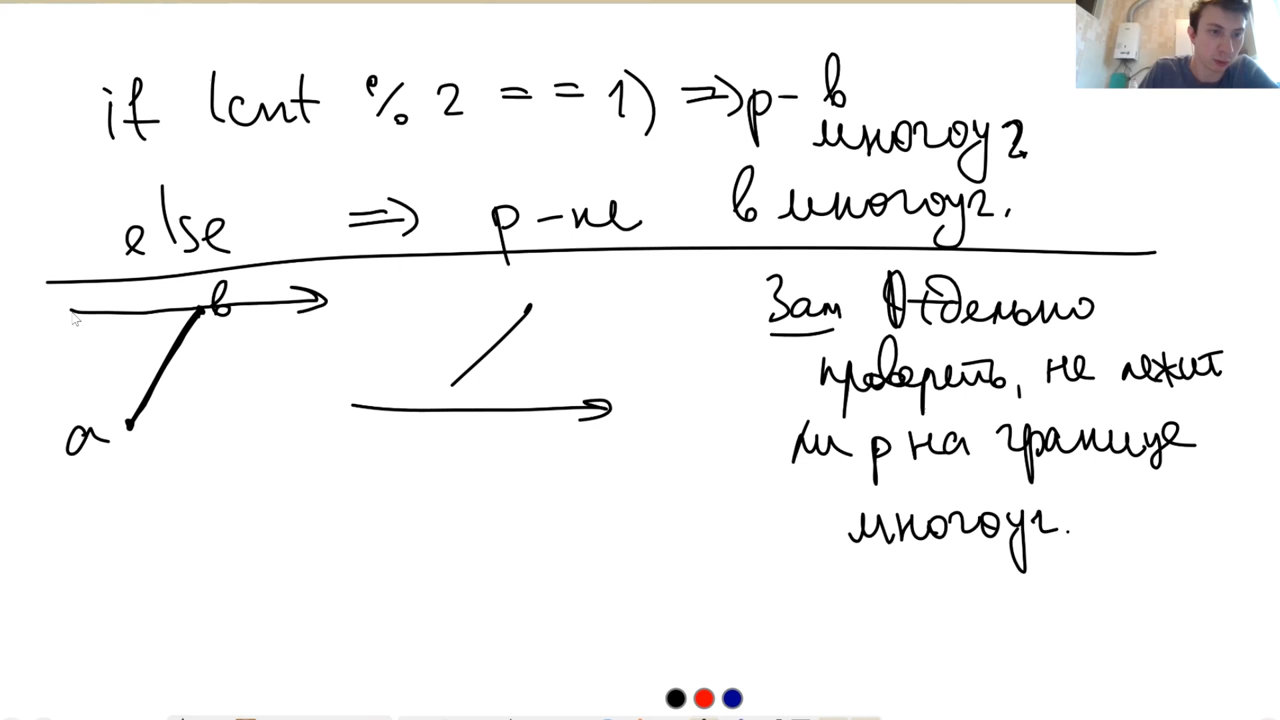 if (cnt % 2 == 1) => p - в
многоуг
else => p - не в многоуг.
b
a
Зам Отдельно
проверить, не лежит
ли p на границе
многоуг.